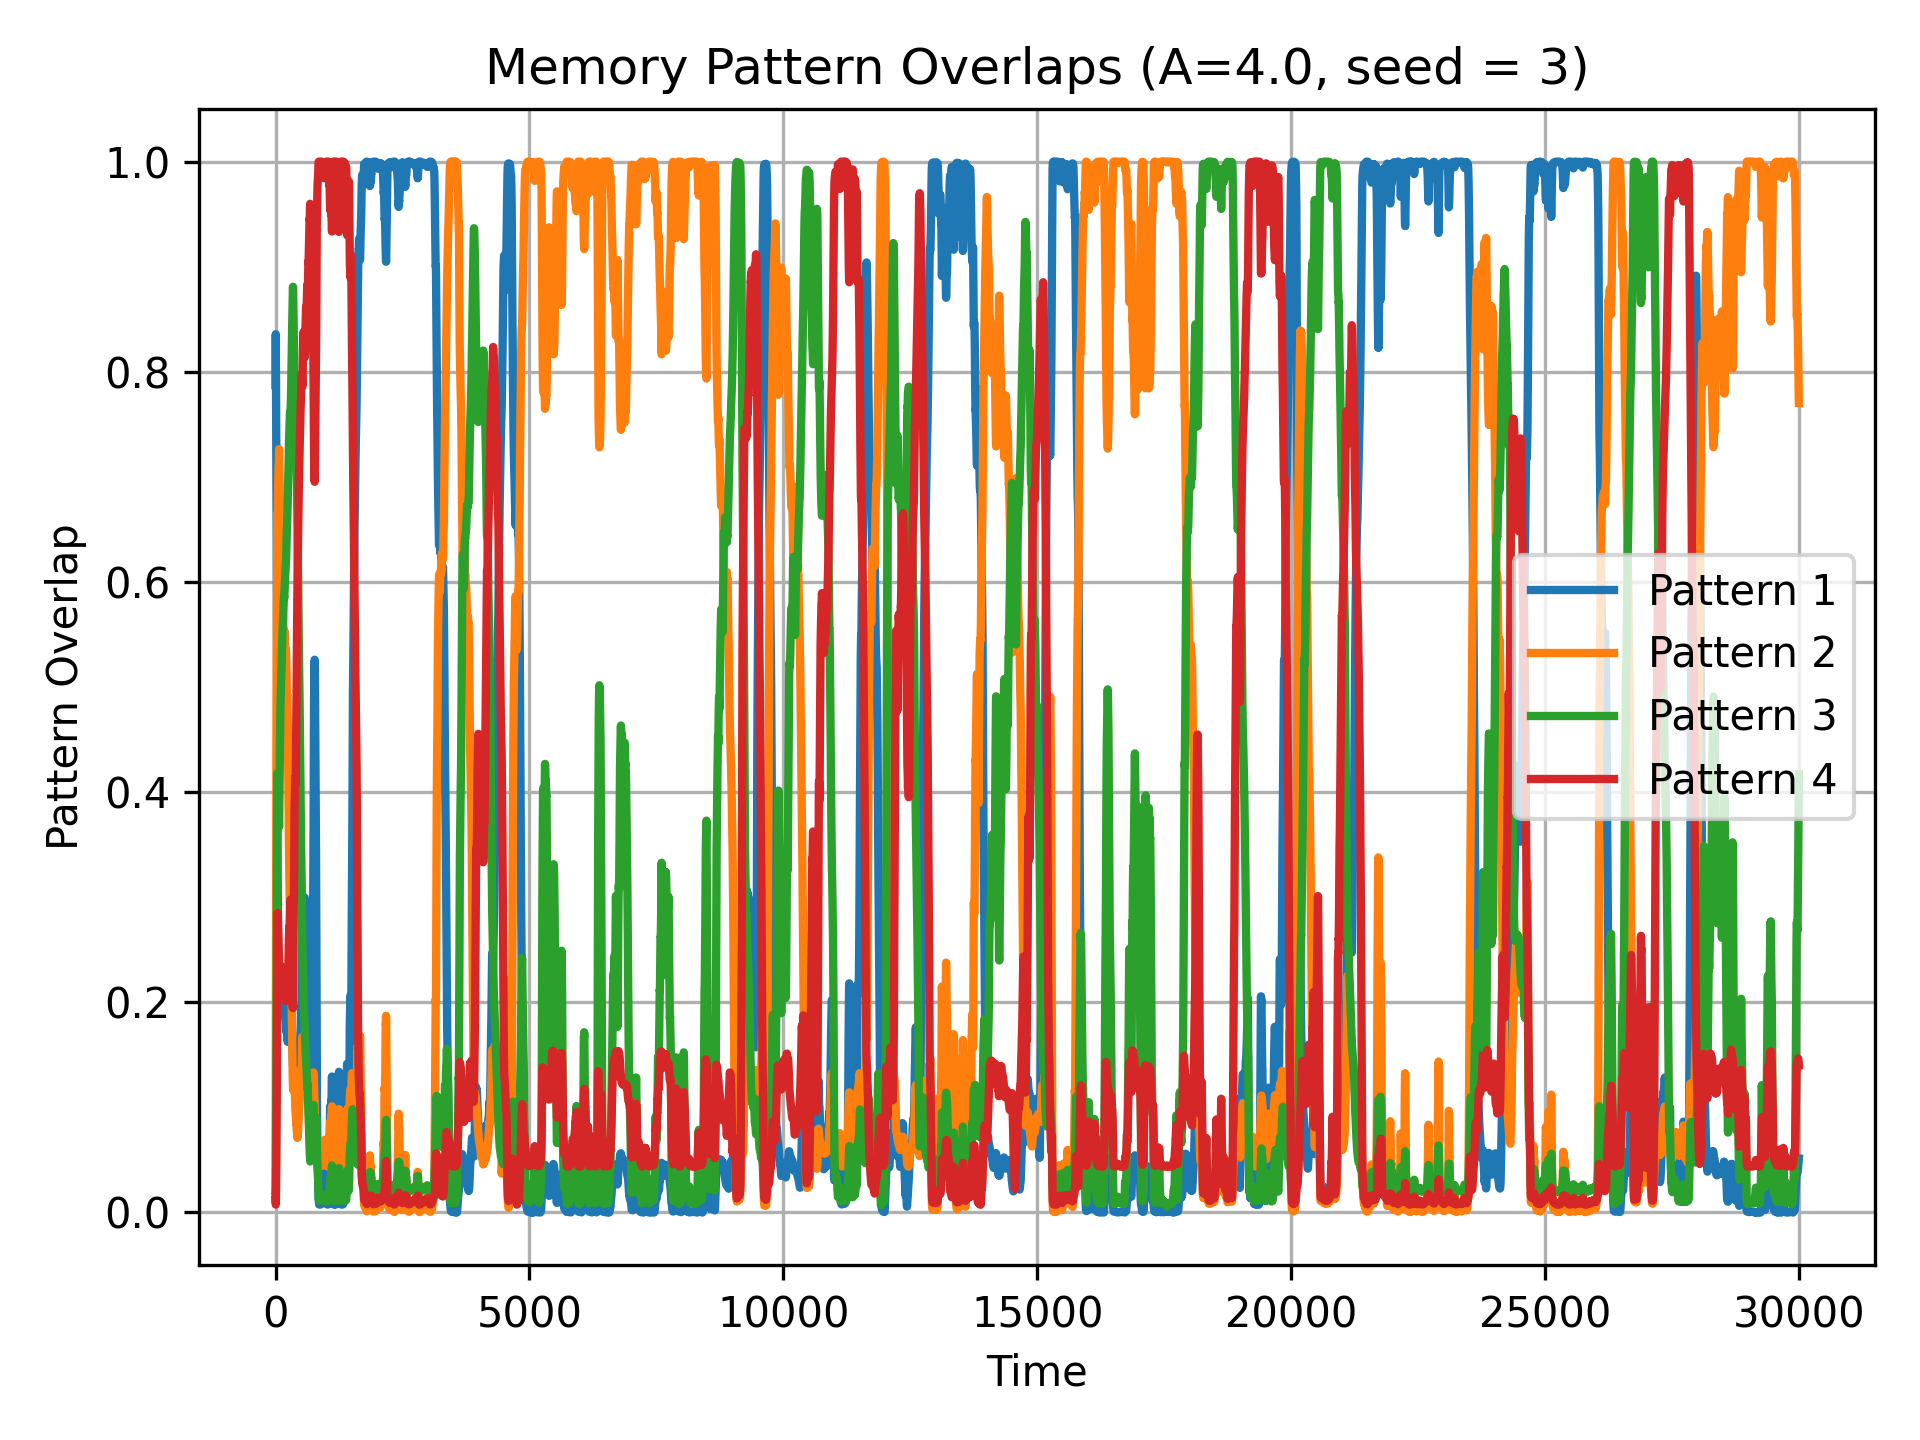 Memory Pattern Overlaps (A=4.0, seed = 3)
Pattern Overlap
1.0
0.8
0.6
0.4
0.2
0.0
Pattern 1
Pattern 2
Pattern 3
Pattern 4
0 5000 10000 15000 20000 25000 30000
Time